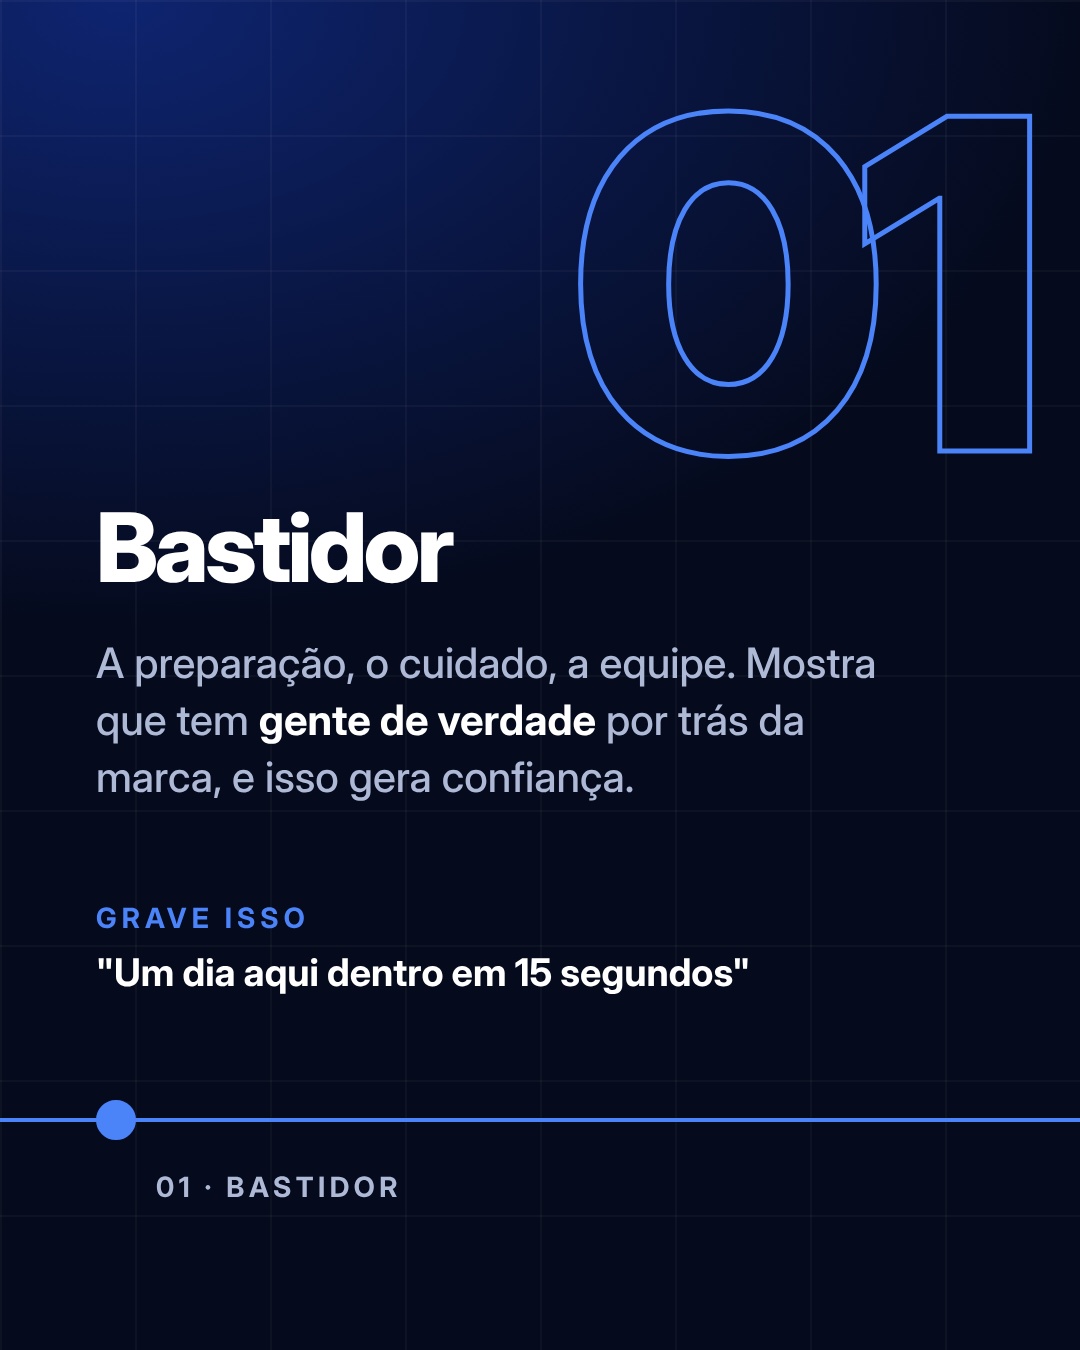 01
Bastidor
A preparação, o cuidado, a equipe. Mostra
que tem gente de verdade por trás da
marca, e isso gera confiança.
GRAVE ISSO
"Um dia aqui dentro em 15 segundos"
01 · BASTIDOR